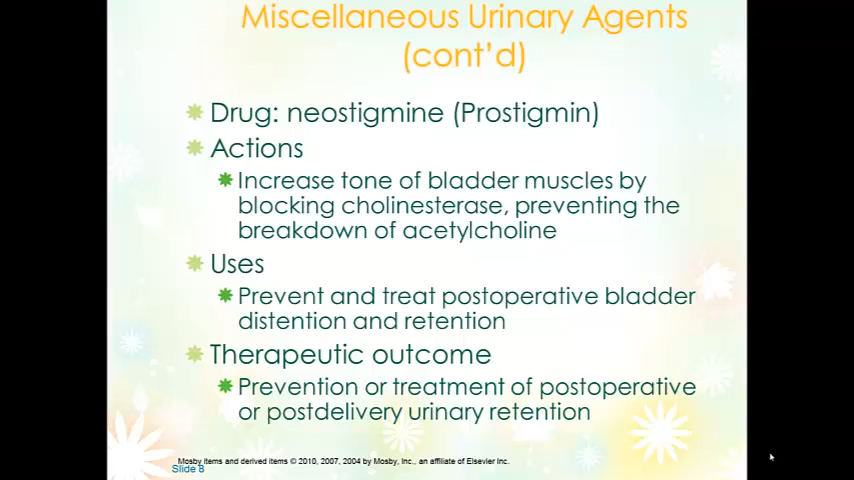 Miscellaneous Urinary Agents
(cont'd)
Drug: neostigmine (Prostigmin)
Actions
Increase tone of bladder muscles by
blocking cholinesterase, preventing the
breakdown of acetylcholine
Uses
Prevent and treat postoperative bladder
distention and retention
Therapeutic outcome
Prevention or treatment of postoperative
or postdelivery urinary retention
Mosby items and derived items © 2010, 2007, 2004 by Mosby, Inc., an affiliate of Elsevier Inc.
Slide 8